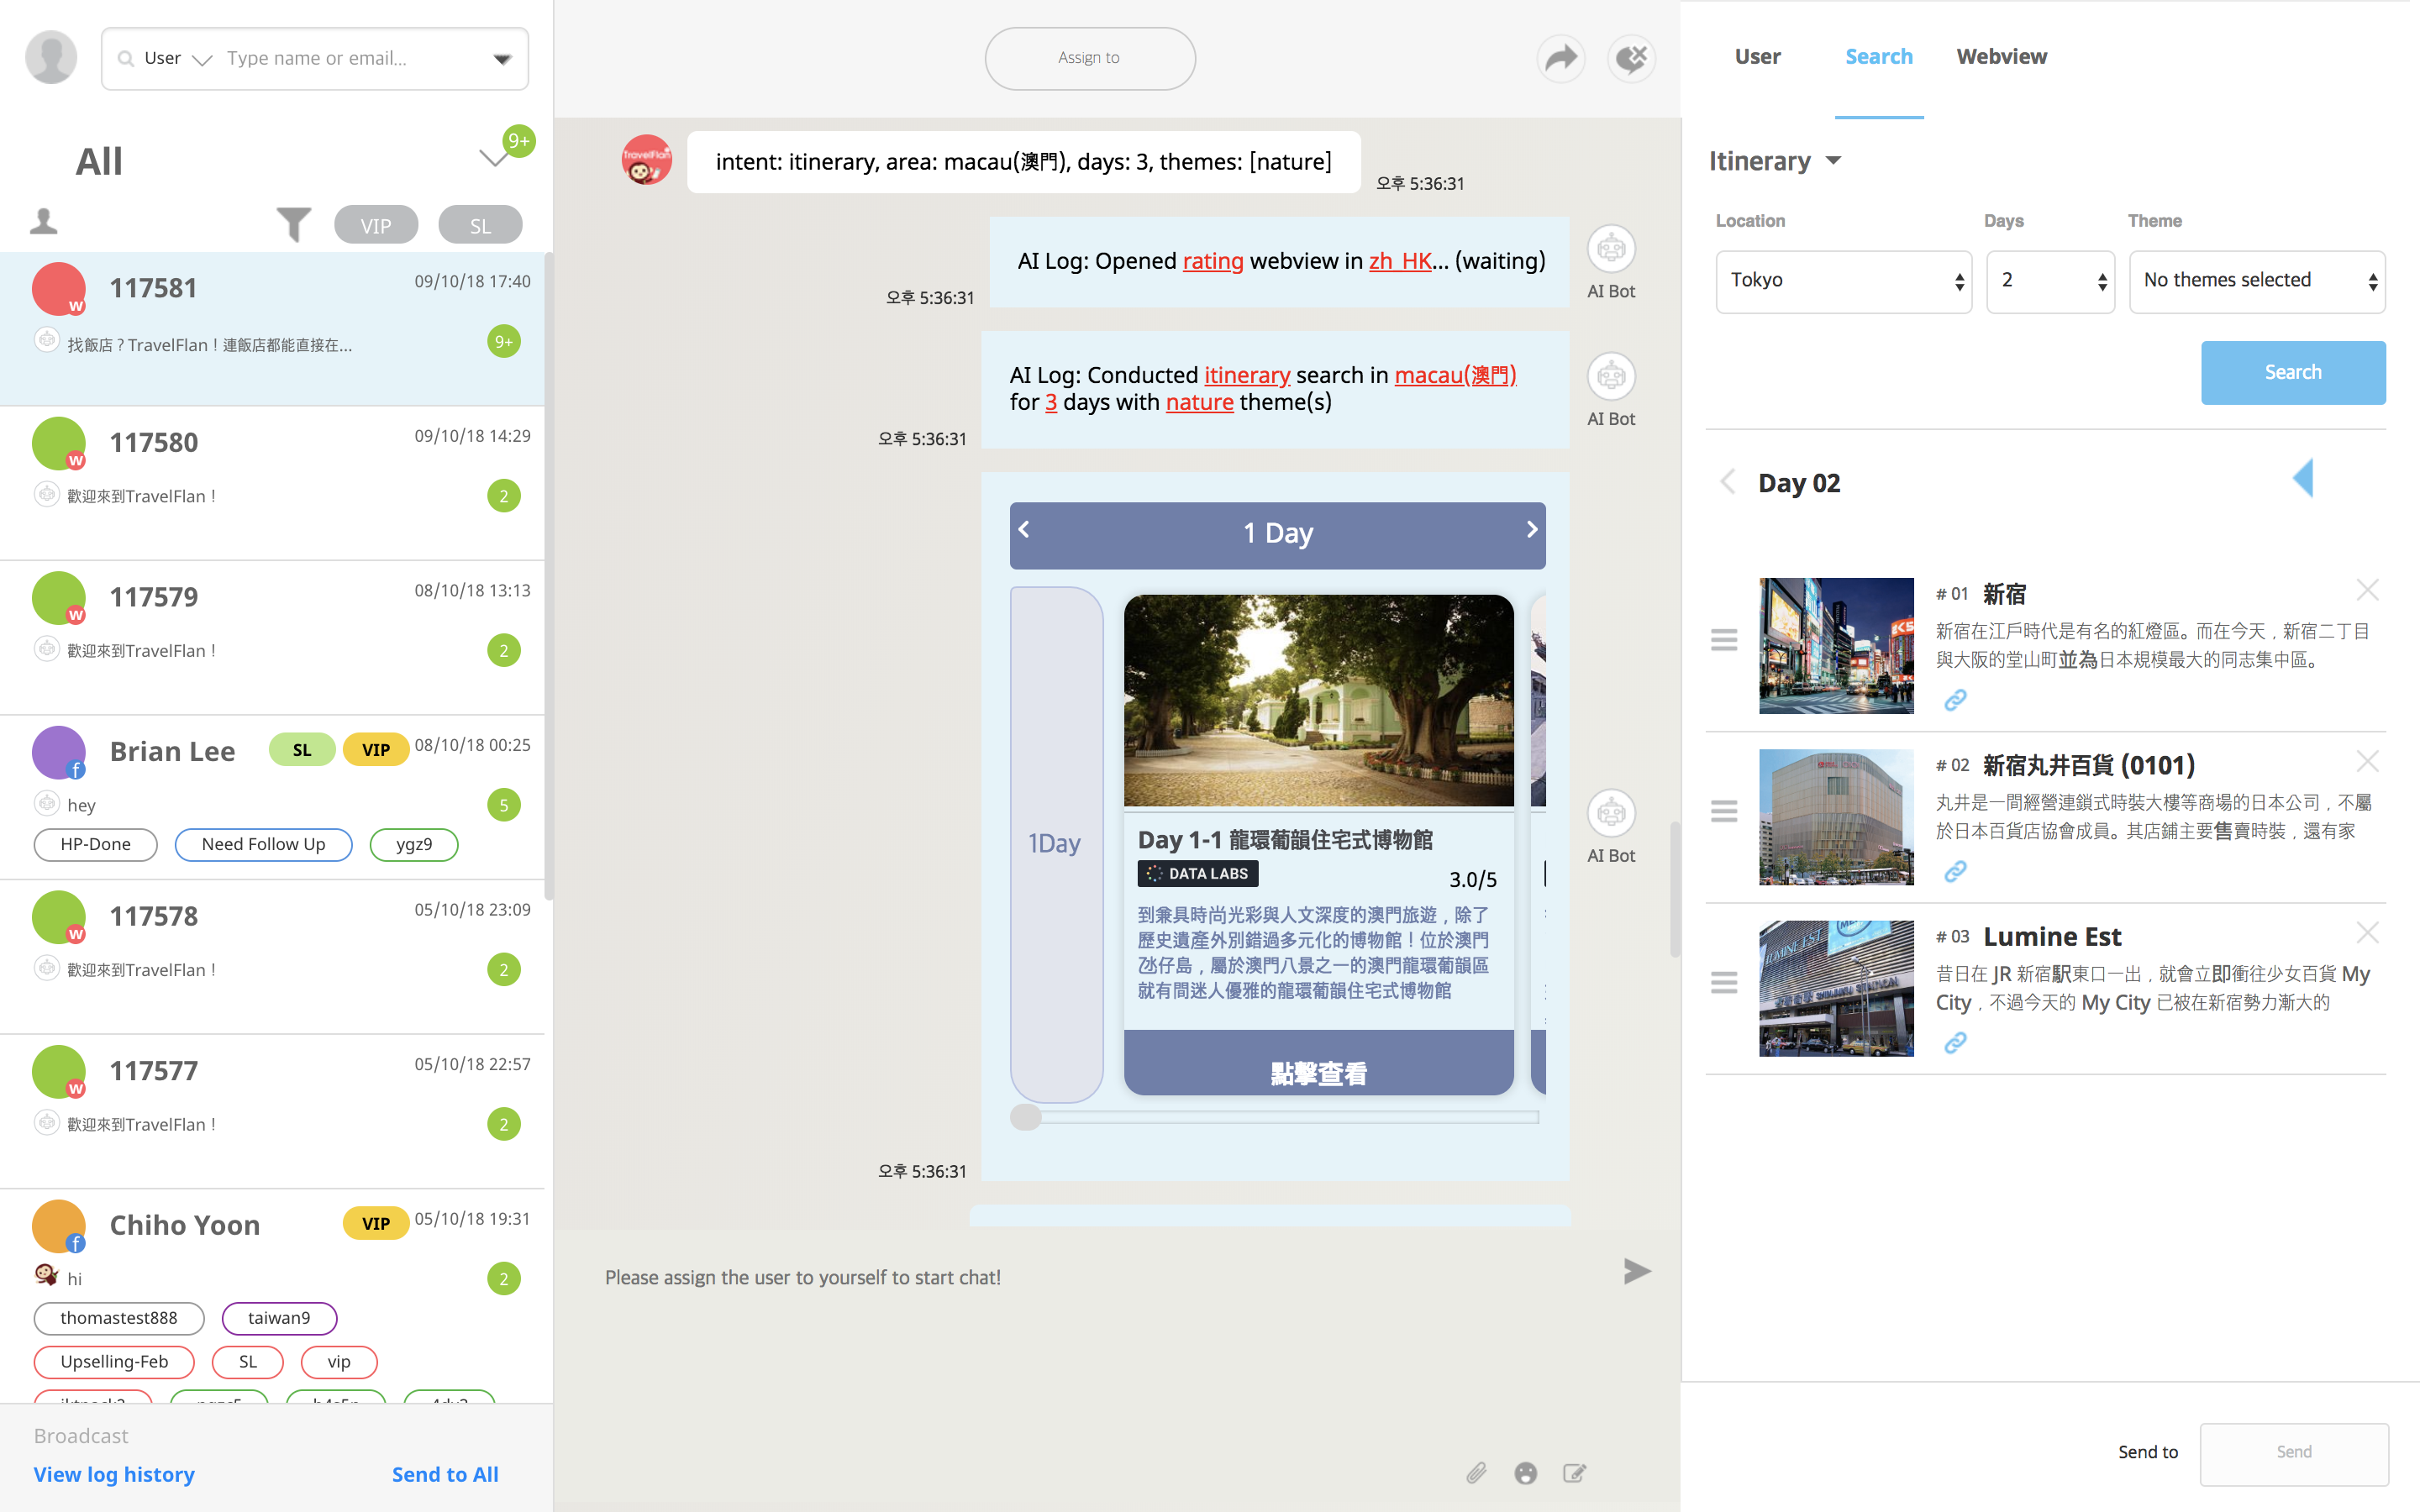 User
Type name or email...
All
9+
VIP
SL
117581
09/10/18 17:40
w
找飯店？TravelFlan！連飯店都能直接在...
9+
117580
09/10/18 14:29
w
歡迎來到TravelFlan！
2
117579
08/10/18 13:13
w
歡迎來到TravelFlan！
2
Brian Lee
SL
VIP
08/10/18 00:25
f
hey
5
HP-Done
Need Follow Up
ygz9
117578
05/10/18 23:09
w
歡迎來到TravelFlan！
2
117577
05/10/18 22:57
w
歡迎來到TravelFlan！
2
Chiho Yoon
VIP
05/10/18 19:31
f
hi
2
thomastest888
taiwan9
Upselling-Feb
SL
vip
Broadcast
View log history
Send to All
Assign to
TravelFlan
intent: itinerary, area: macau(澳門), days: 3, themes: [nature]
오후 5:36:31
AI Log: Opened rating webview in zh_HK... (waiting)
오후 5:36:31
AI Bot
AI Log: Conducted itinerary search in macau(澳門)
for 3 days with nature theme(s)
오후 5:36:31
AI Bot
1 Day
1Day
Day 1-1 龍環葡韻住宅式博物館
DATA LABS
3.0/5
到兼具時尚光彩與人文深度的澳門旅遊，除了
歷史遺產外別錯過多元化的博物館！位於澳門
氹仔島，屬於澳門八景之一的澳門龍環葡韻區
就有間迷人優雅的龍環葡韻住宅式博物館
點擊查看
AI Bot
오후 5:36:31
Please assign the user to yourself to start chat!
User
Search
Webview
Itinerary
Location
Days
Theme
Tokyo
2
No themes selected
Search
Day 02
# 01 新宿
新宿在江戶時代是有名的紅燈區。而在今天，新宿二丁目
與大阪的堂山町並為日本規模最大的同志集中區。
# 02 新宿丸井百貨 (0101)
丸井是一間經營連鎖式時裝大樓等商場的日本公司，不屬
於日本百貨店協會成員。其店鋪主要售賣時裝，還有家
# 03 Lumine Est
LUMINE EST
昔日在 JR 新宿駅東口一出，就會立即衝往少女百貨 My
City，不過今天的 My City 已被在新宿勢力漸大的
Send to
Send